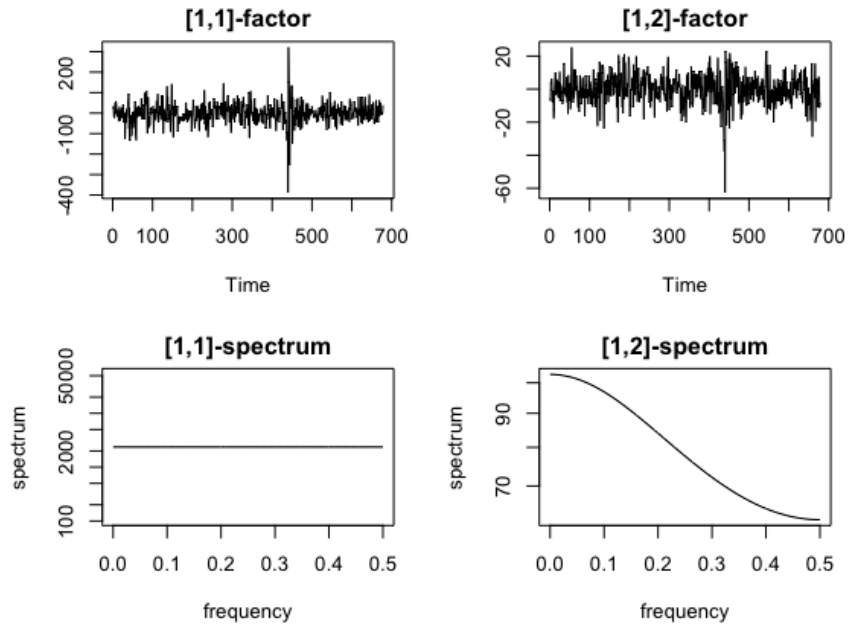 [1,1]-factor
200
-100
-400
0 100 300 500 700
Time
[1,2]-factor
20
-20
-60
0 100 300 500 700
Time
[1,1]-spectrum
spectrum
50000
2000
100
0.0 0.1 0.2 0.3 0.4 0.5
frequency
[1,2]-spectrum
spectrum
90
70
0.0 0.1 0.2 0.3 0.4 0.5
frequency